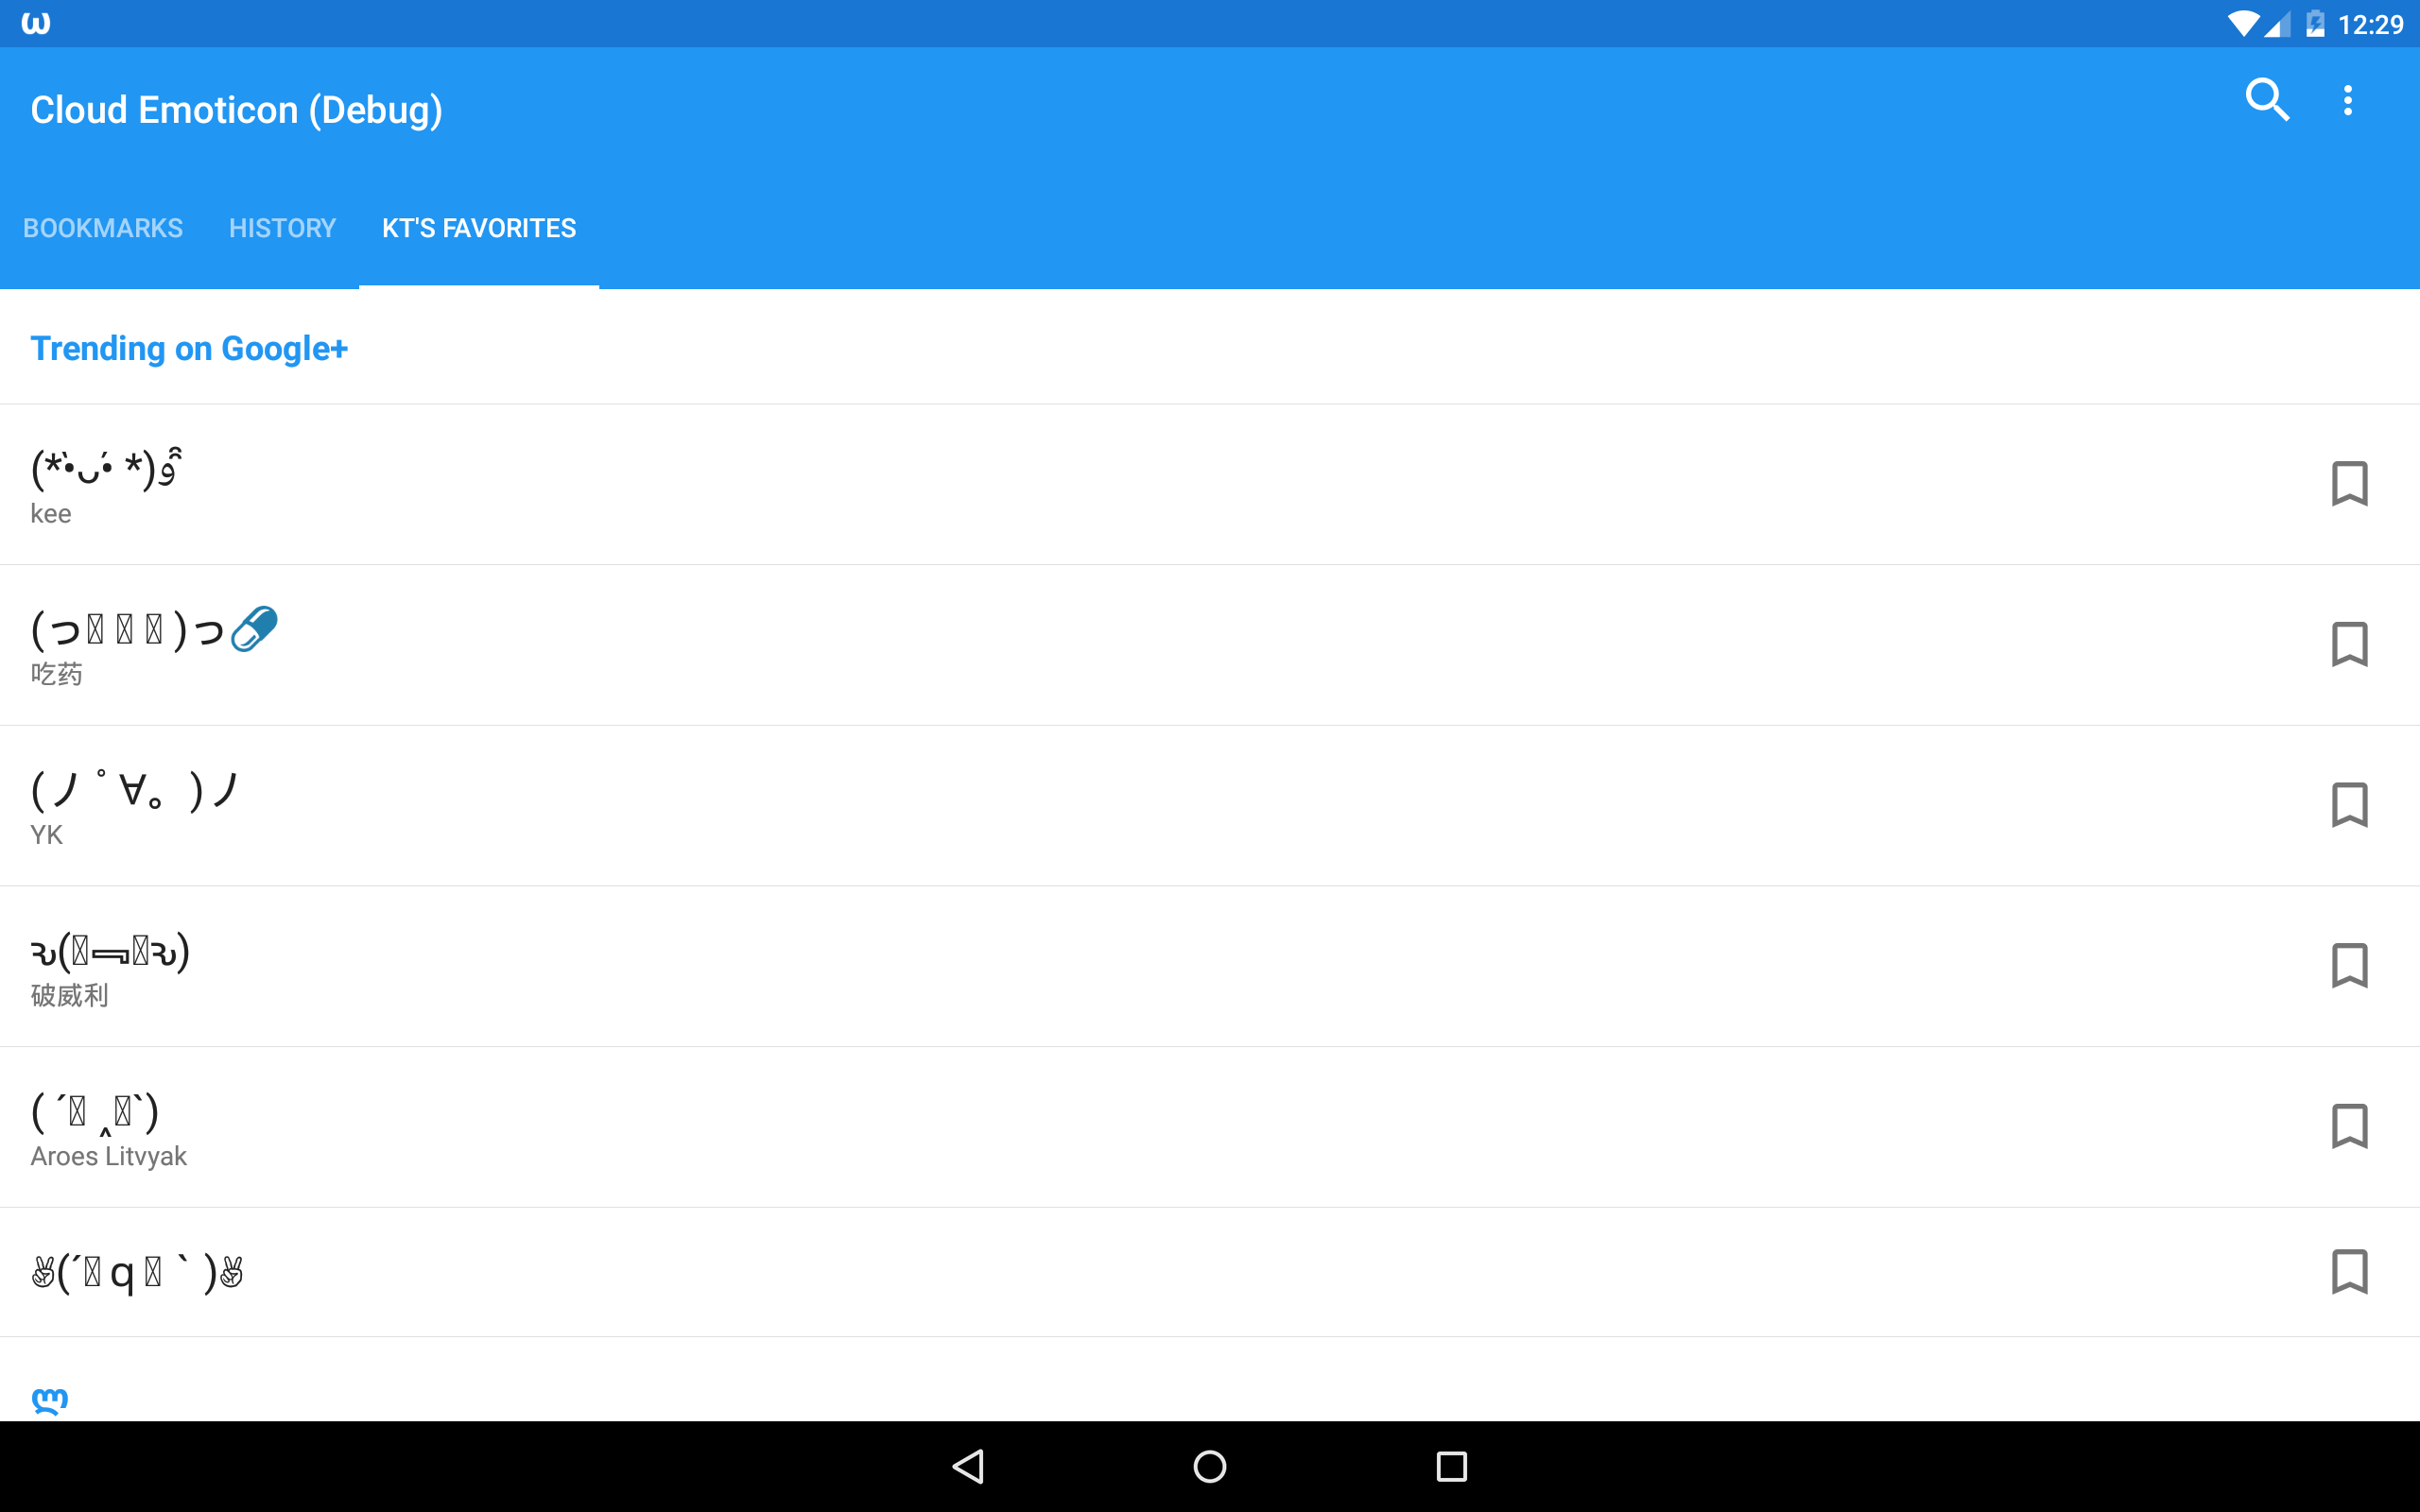 ω
12:29
Cloud Emoticon (Debug)
BOOKMARKS HISTORY KT'S FAVORITES
Trending on Google+
(*•̀ᴗ•́ *)و ̑̑
kee
(っ )っ💊
吃药
(ノﾟ∀。)ノ
YK
ԅ(﹃ԅ)
破威利
( ´ ‸`)
Aroes Litvyak
✌(´ q ` )✌
ლ